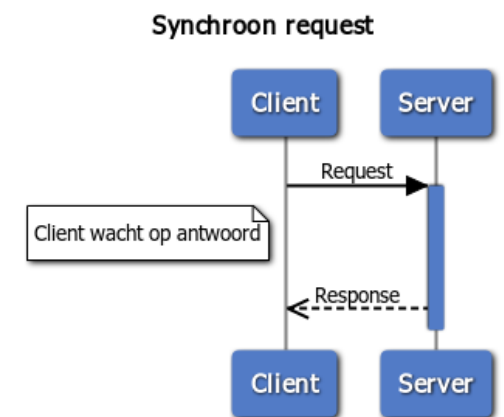 Synchroon request
Client Server
Request
Client wacht op antwoord
Response
Client Server